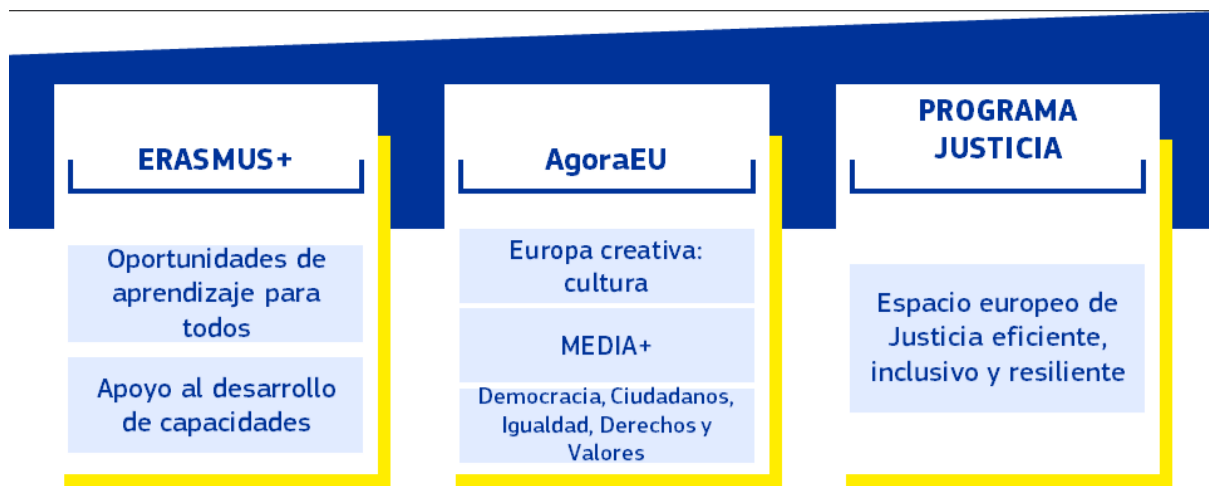 ERASMUS+
Oportunidades de
aprendizaje para
todos
Apoyo al desarrollo
de capacidades
AgoraEU
Europa creativa:
cultura
MEDIA+
Democracia, Ciudadanos,
Igualdad, Derechos y
Valores
PROGRAMA
JUSTICIA
Espacio europeo de
Justicia eficiente,
inclusivo y resiliente